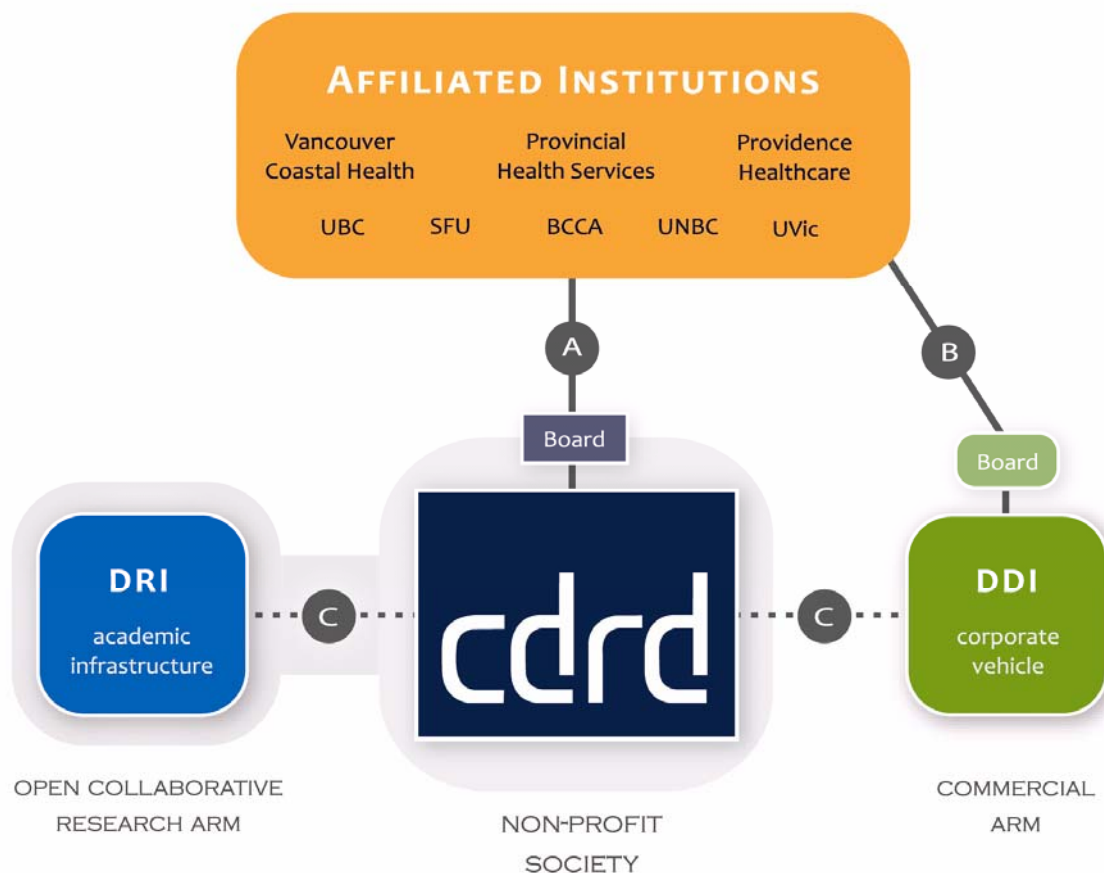 AFFILIATED INSTITUTIONS
Vancouver
Coastal Health
Provincial
Health Services
Providence
Healthcare
UBC SFU BCCA UNBC UVic
A
B
Board
Board
DRI
academic
infrastructure
C
cdrd
C
DDI
corporate
vehicle
OPEN COLLABORATIVE
RESEARCH ARM
NON-PROFIT
SOCIETY
COMMERCIAL
ARM